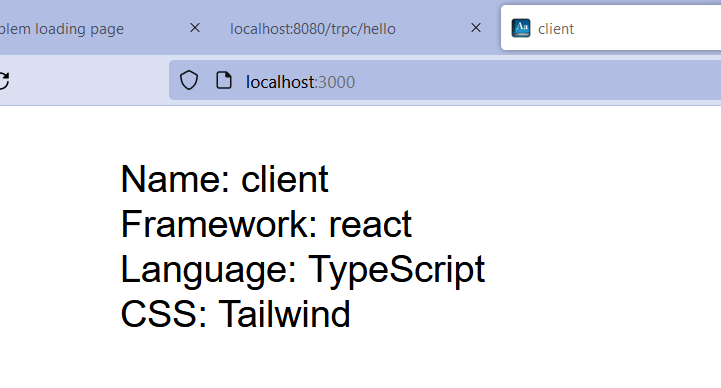 blem loading page
localhost:8080/trpc/hello
Aa
client
localhost:3000
Name: client
Framework: react
Language: TypeScript
CSS: Tailwind